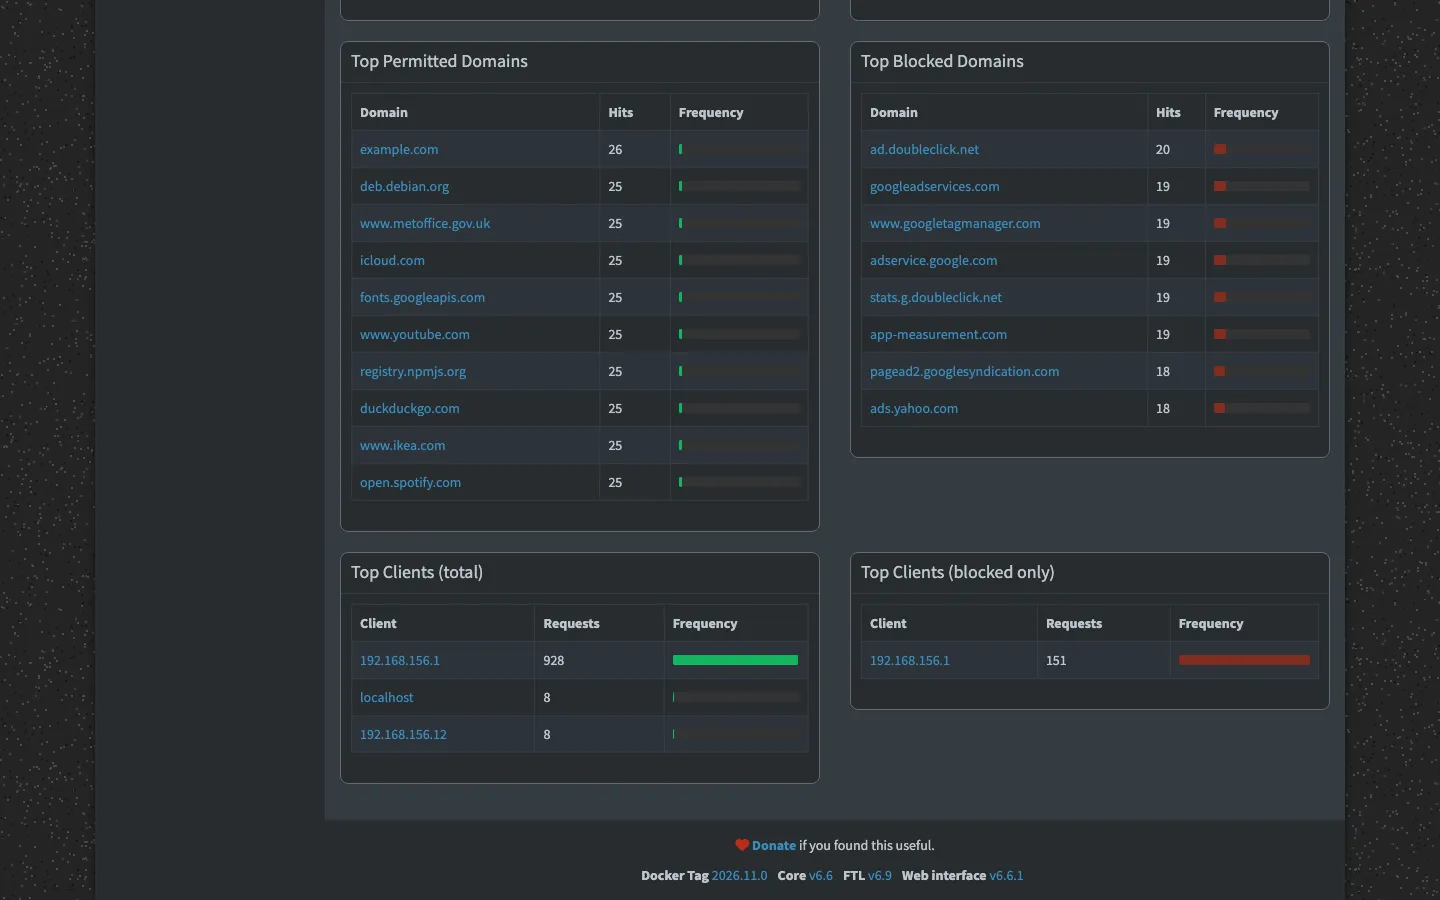 Top Permitted Domains
Domain Hits Frequency
example.com 26
deb.debian.org 25
www.metoffice.gov.uk 25
icloud.com 25
fonts.googleapis.com 25
www.youtube.com 25
registry.npmjs.org 25
duckduckgo.com 25
www.ikea.com 25
open.spotify.com 25
Top Blocked Domains
Domain Hits Frequency
ad.doubleclick.net 20
googleadservices.com 19
www.googletagmanager.com 19
adservice.google.com 19
stats.g.doubleclick.net 19
app-measurement.com 19
pagead2.googlesyndication.com 18
ads.yahoo.com 18
Top Clients (total)
Client Requests Frequency
192.168.156.1 928
localhost 8
192.168.156.12 8
Top Clients (blocked only)
Client Requests Frequency
192.168.156.1 151
Donate if you found this useful.
Docker Tag 2026.11.0 Core v6.6 FTL v6.9 Web interface v6.6.1